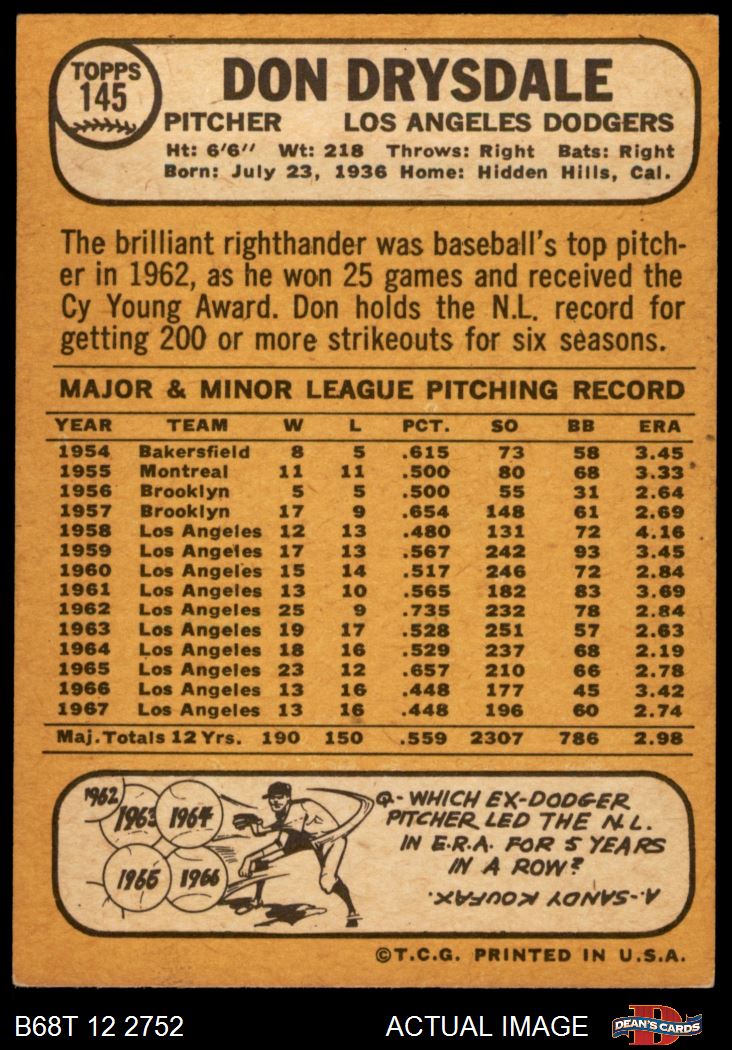 TOPPS
145
DON DRYSDALE
PITCHER LOS ANGELES DODGERS
Ht: 6'6" Wt: 218 Throws: Right Bats: Right
Born: July 23, 1936 Home: Hidden Hills, Cal.
The brilliant righthander was baseball's top pitch-
er in 1962, as he won 25 games and received the
Cy Young Award. Don holds the N.L. record for
getting 200 or more strikeouts for six seasons.
MAJOR & MINOR LEAGUE PITCHING RECORD
YEAR TEAM W L PCT. SO BB ERA
1954 Bakersfield 8 5 .615 73 58 3.45
1955 Montreal 11 11 .500 80 68 3.33
1956 Brooklyn 5 5 .500 55 31 2.64
1957 Brooklyn 17 9 .654 148 61 2.69
1958 Los Angeles 12 13 .480 131 72 4.16
1959 Los Angeles 17 13 .567 242 93 3.45
1960 Los Angeles 15 14 .517 246 72 2.84
1961 Los Angeles 13 10 .565 182 83 3.69
1962 Los Angeles 25 9 .735 232 78 2.84
1963 Los Angeles 19 17 .528 251 57 2.63
1964 Los Angeles 18 16 .529 237 68 2.19
1965 Los Angeles 23 12 .657 210 66 2.78
1966 Los Angeles 13 16 .448 177 45 3.42
1967 Los Angeles 13 16 .448 196 60 2.74
Maj. Totals 12 Yrs. 190 150 .559 2307 786 2.98
1962
1963 1964
1965 1966
Q-WHICH EX-DODGER
PITCHER LED THE N.L.
IN E.R.A. FOR 5 YEARS
IN A ROW?
A.-SANDY KOUFAX.
©T.C.G. PRINTED IN U.S.A.
B68T 12 2752 ACTUAL IMAGE
D
DEAN'S CARDS